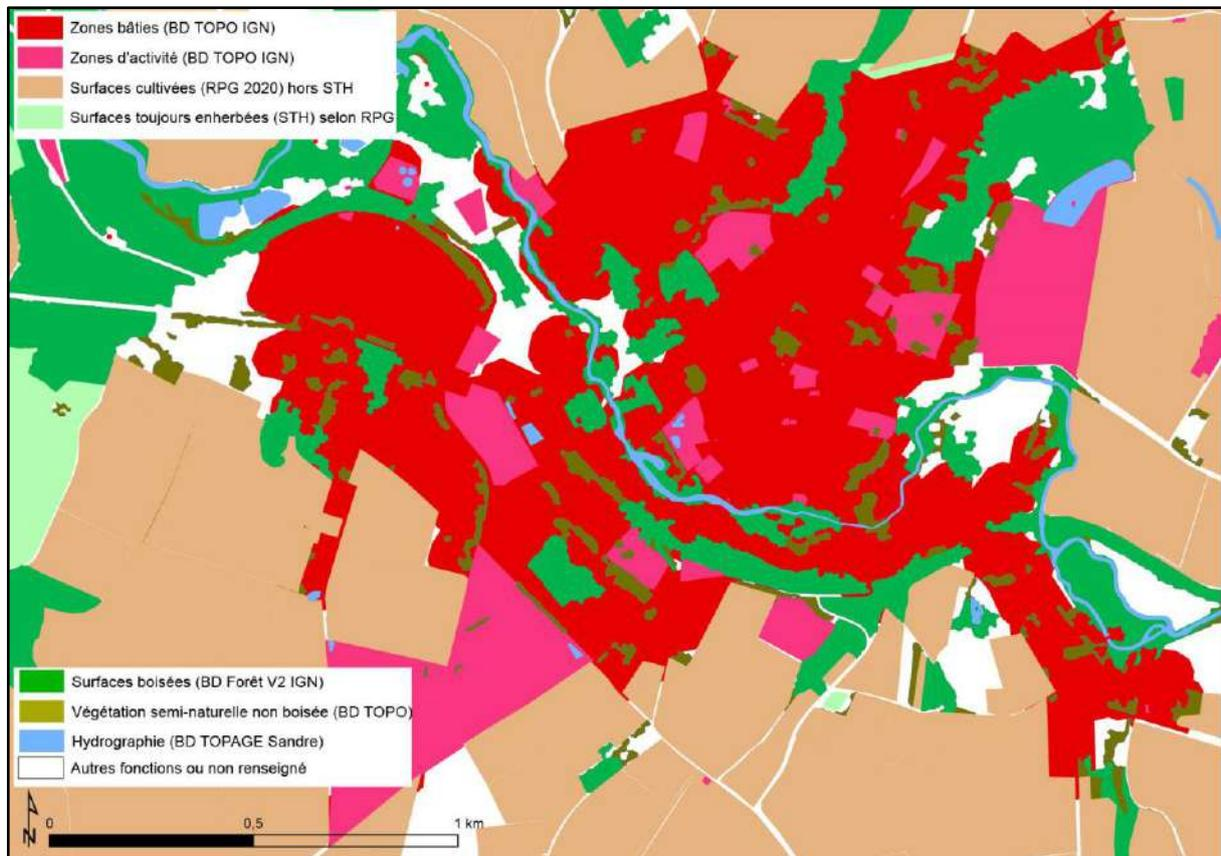 Zones bâties (BD TOPO IGN)
Zones d'activité (BD TOPO IGN)
Surfaces cultivées (RPG 2020) hors STH
Surfaces toujours enherbées (STH) selon RPG
Surfaces boisées (BD Forêt V2 IGN)
Végétation semi-naturelle non boisée (BD TOPO)
Hydrographie (BD TOPAGE Sandre)
Autres fonctions ou non renseigné
N
0 0,5 1 km